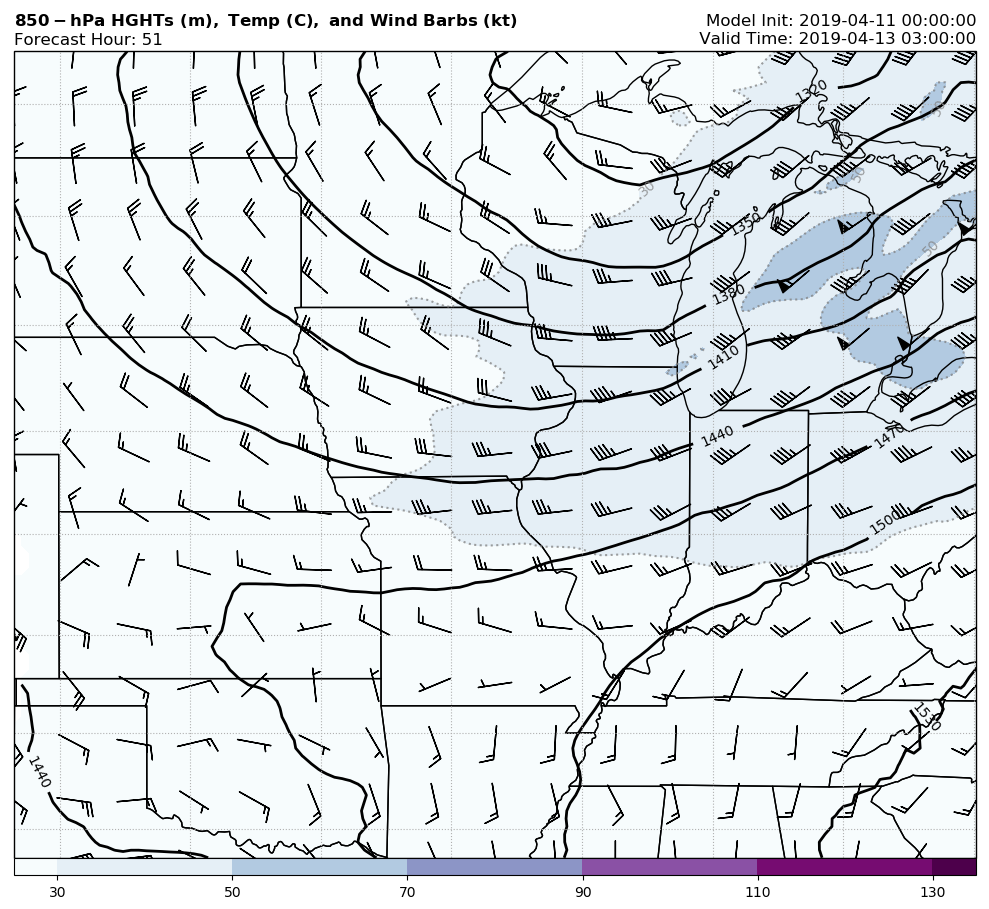 850 − hPa HGHTs (m), Temp (C), and Wind Barbs (kt)
Model Init: 2019-04-11 00:00:00
Forecast Hour: 51
Valid Time: 2019-04-13 03:00:00
1320
50
30
50
1350
50
1380
1410
1440
1470
1500
1530
1440
30 50 70 90 110 130